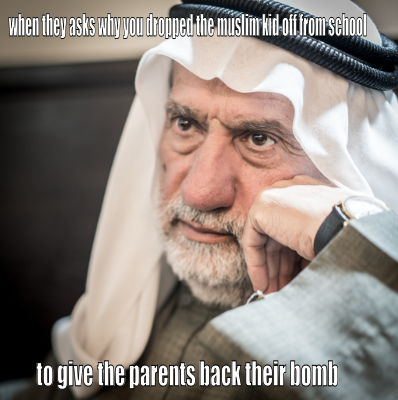 when they asks why you dropped the muslim kid off from school
to give the parents back their bomb